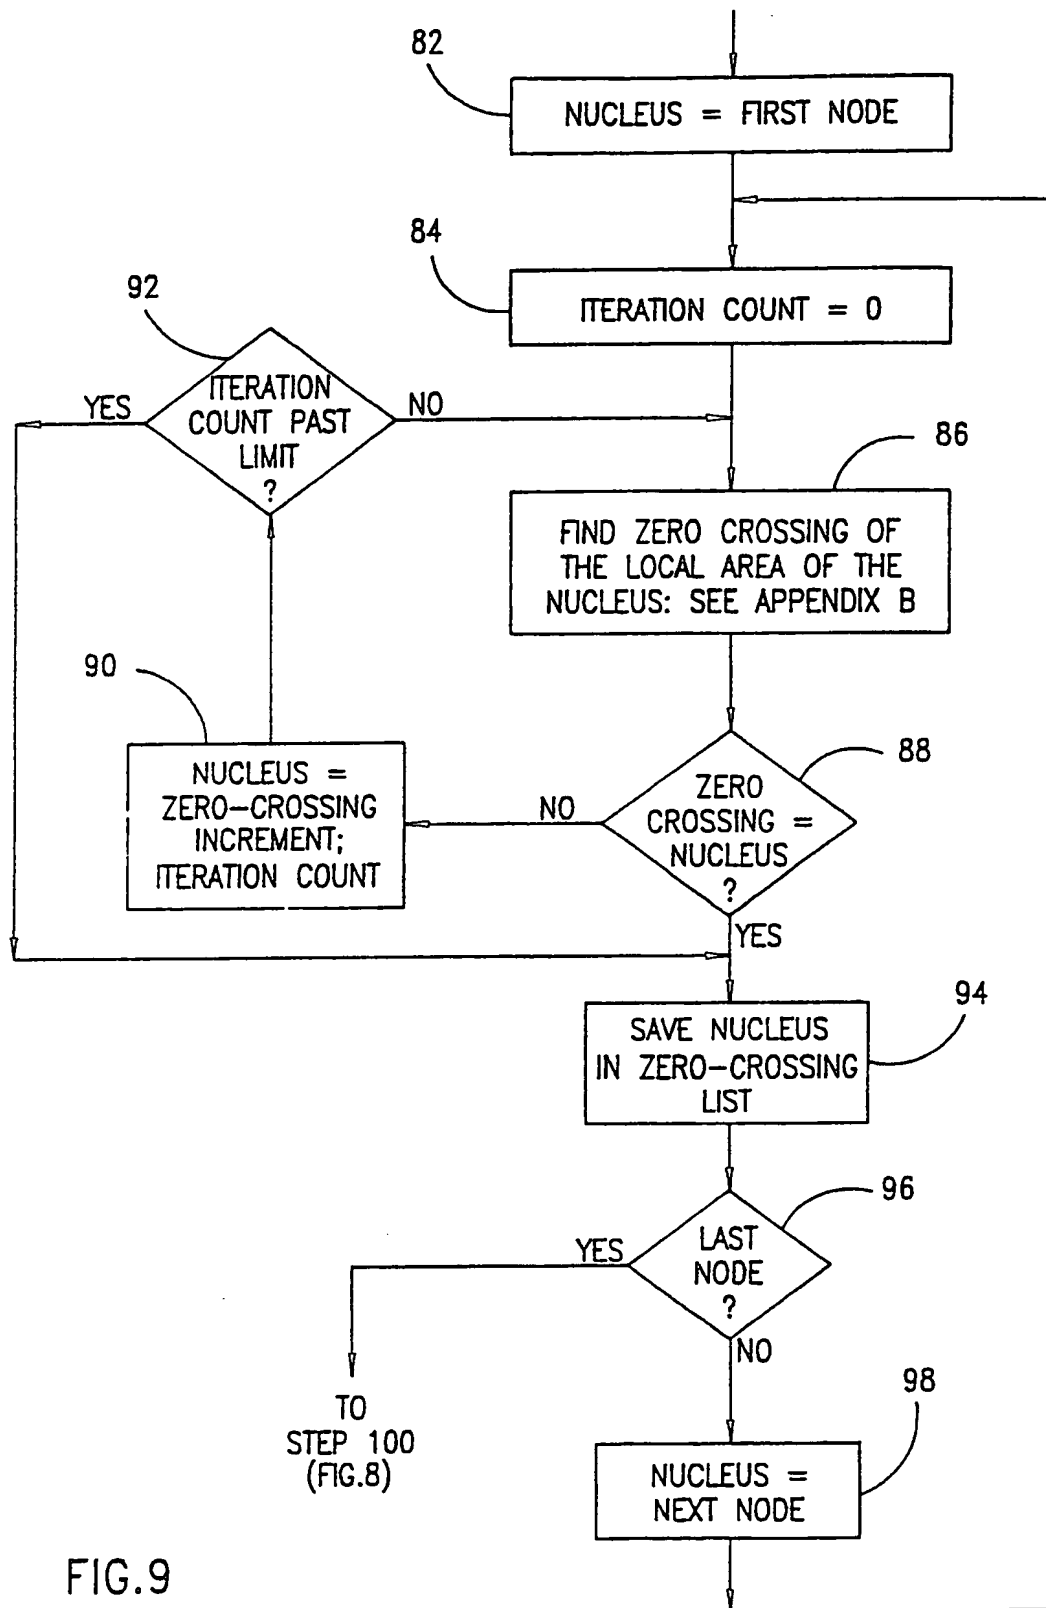 82
NUCLEUS = FIRST NODE
84
ITERATION COUNT = 0
92
ITERATION
COUNT PAST
LIMIT
?
YES
NO
86
FIND ZERO CROSSING OF
THE LOCAL AREA OF THE
NUCLEUS: SEE APPENDIX B
90
NUCLEUS =
ZERO-CROSSING
INCREMENT;
ITERATION COUNT
88
ZERO
CROSSING =
NUCLEUS
?
NO
YES
94
SAVE NUCLEUS
IN ZERO-CROSSING
LIST
96
LAST
NODE
?
YES
NO
TO
STEP 100
(FIG.8)
98
NUCLEUS =
NEXT NODE
FIG.9